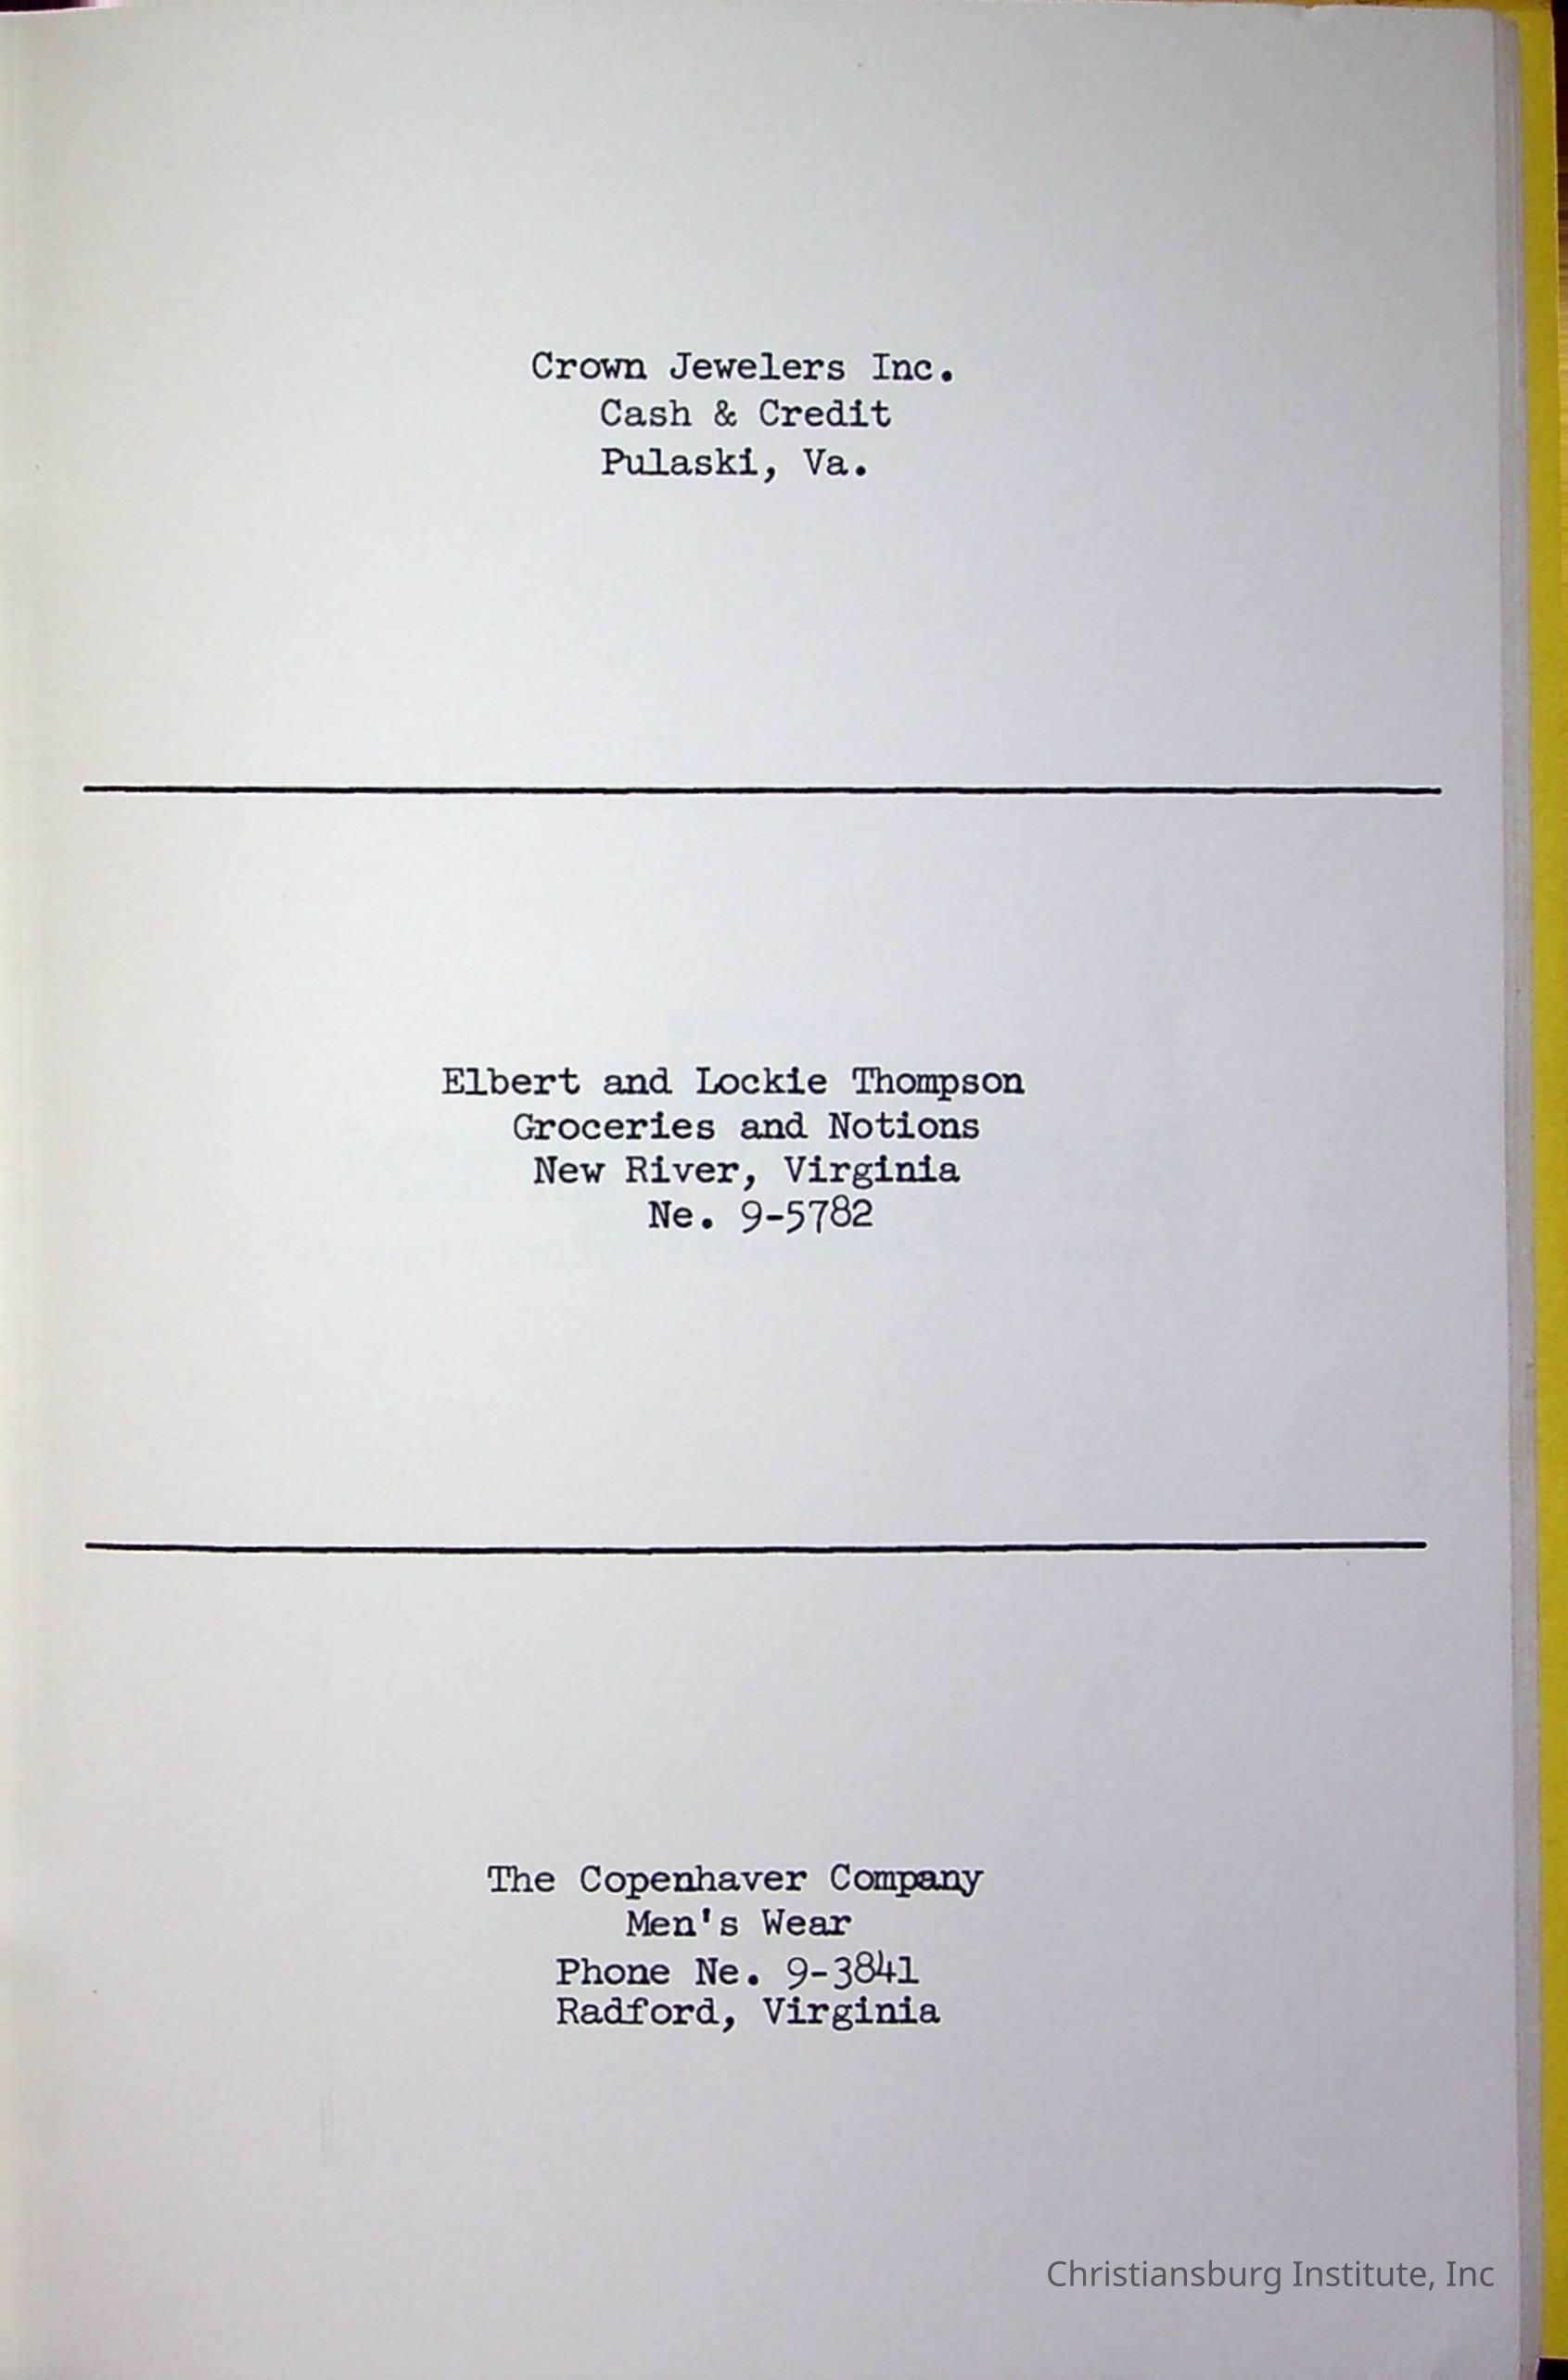 Crown Jewelers Inc.
Cash & Credit
Pulaski, Va.
Elbert and Lockie Thompson
Groceries and Notions
New River, Virginia
Ne. 9-5782
The Copenhaver Company
Men's Wear
Phone Ne. 9-3841
Radford, Virginia
Christiansburg Institute, Inc